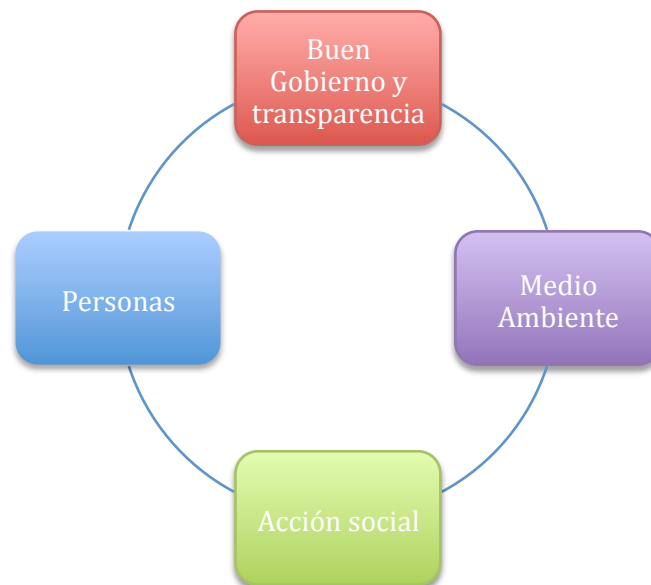 Buen
Gobierno y
transparencia
Personas
Medio
Ambiente
Acción social